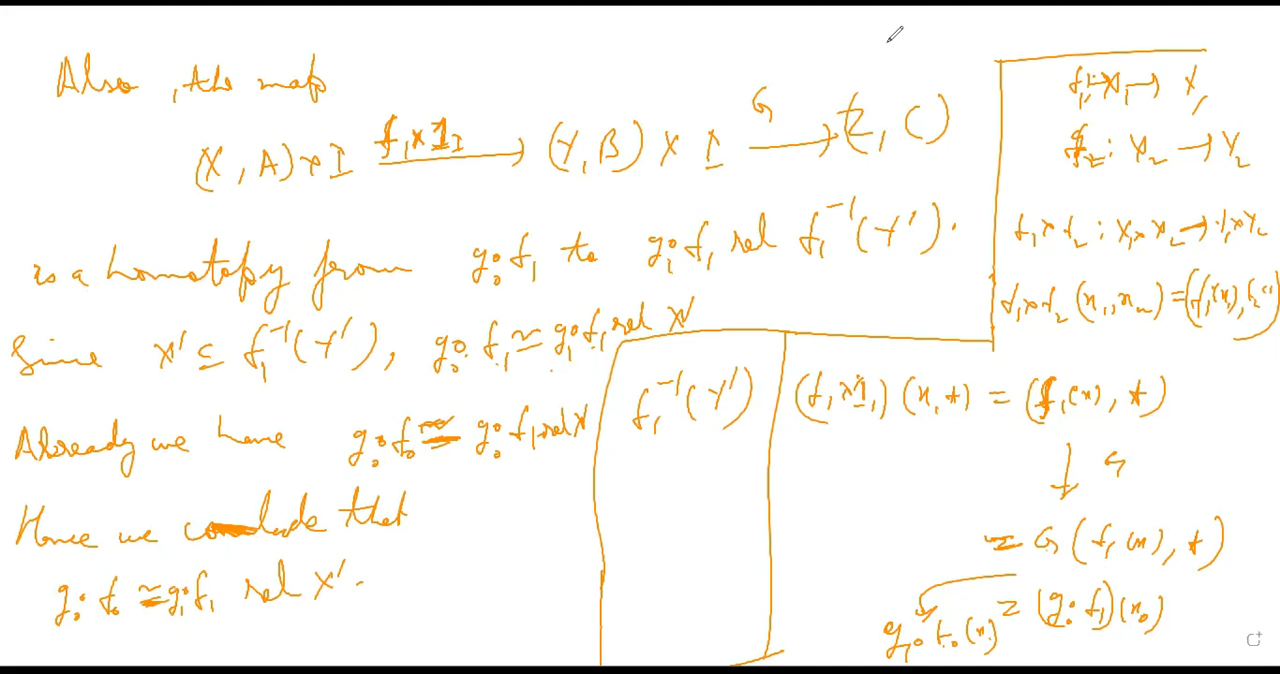 Also, the map
(X, A) × I f₁×1_I ⟶ (Y, B) × I G ⟶ (Z, C)
is a homotopy from g₀∘f₁ to g₁∘f₁ rel f₁⁻¹(Y').
Since X' ⊆ f₁⁻¹(Y'), g₀∘f₁ ≃ g₁∘f₁ rel X'
Already we have g₀∘f₀ ≃ g₀∘f₁ rel X'
Hence we conclude that
g₀∘f₀ ≃ g₁∘f₁ rel X'.
f₁⁻¹(Y')
f₁: X₁ → Y₁
f₂: X₂ → Y₂
f₁×f₂ : X₁×X₂ → Y₁×Y₂
f₁×f₂ (x₁, x₂) = (f₁(x₁), f₂
(f₁×1_I)(x, t) = (f₁(x), t)
↓ G
= G(f₁(x), t)
= (g₀∘f₁)(x₀)
g₁∘f₀(x)